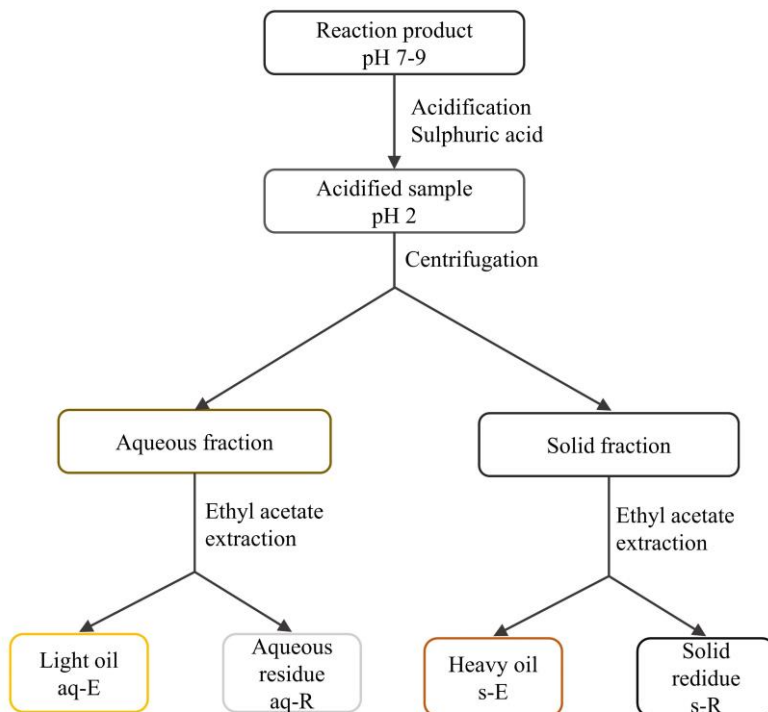 Reaction product
pH 7-9
Acidification
Sulphuric acid
Acidified sample
pH 2
Centrifugation
Aqueous fraction
Solid fraction
Ethyl acetate
extraction
Ethyl acetate
extraction
Light oil
aq-E
Aqueous
residue
aq-R
Heavy oil
s-E
Solid
redidue
s-R